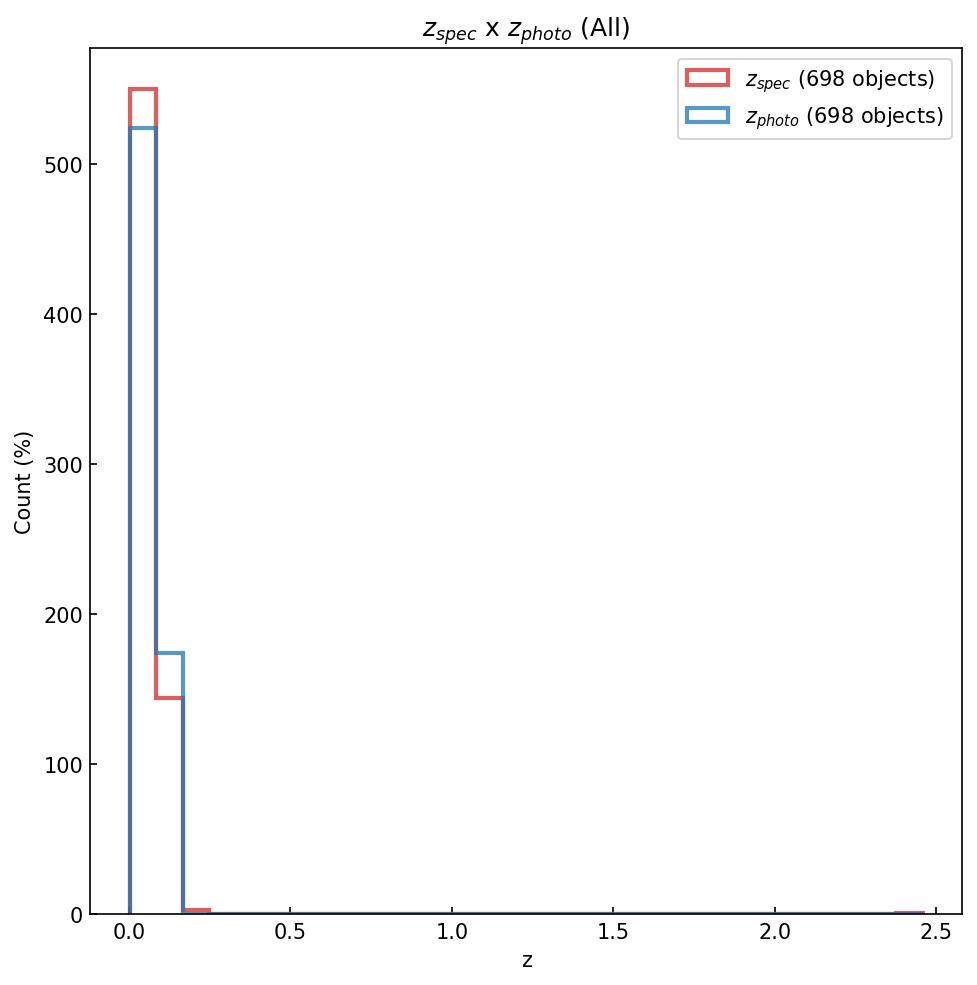 z_spec x z_photo (All)
z_spec (698 objects)
z_photo (698 objects)
Count (%)
500
400
300
200
100
0
0.0 0.5 1.0 1.5 2.0 2.5
z